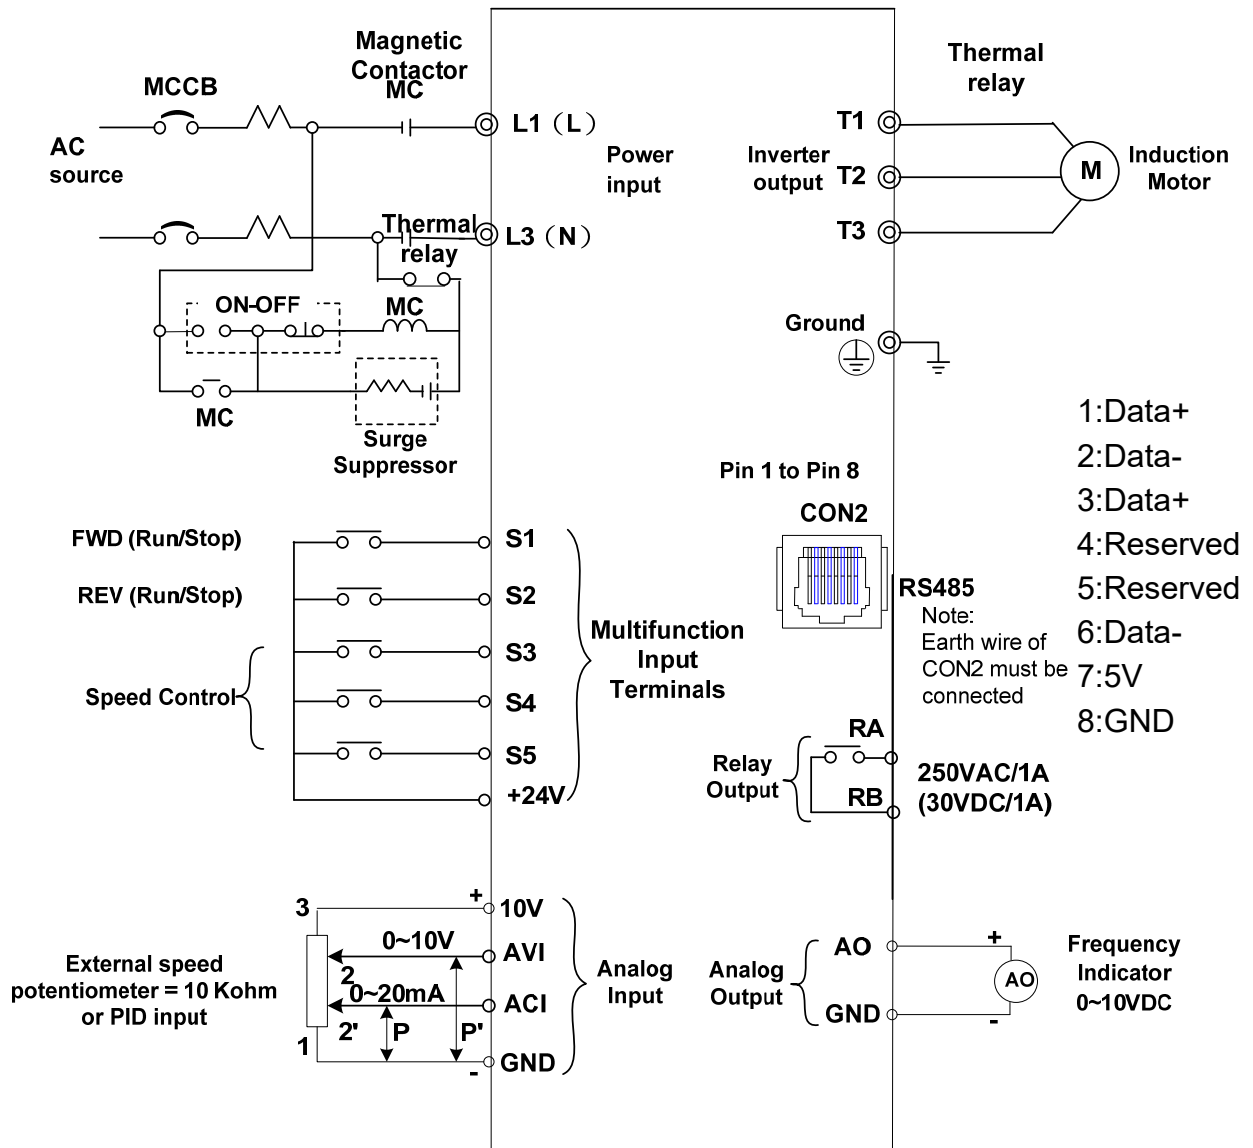 Magnetic
Contactor
MC
MCCB
AC
source
L1（L）
Power
input
L3（N）
Thermal
relay
ON-OFF
MC
MC
Surge
Suppressor
Thermal
relay
T1
Inverter
output
T2
T3
M
Induction
Motor
Ground
Pin 1 to Pin 8
CON2
RS485
Note:
Earth wire of
CON2 must be
connected
1:Data+
2:Data-
3:Data+
4:Reserved
5:Reserved
6:Data-
7:5V
8:GND
FWD (Run/Stop)
S1
REV (Run/Stop)
S2
S3
Speed Control
S4
S5
+24V
Multifunction
Input
Terminals
RA
Relay
Output
RB
250VAC/1A
(30VDC/1A)
External speed
potentiometer = 10 Kohm
or PID input
3
+
10V
0~10V
AVI
2
0~20mA
ACI
2'
P
P'
1
-
GND
Analog
Input
Analog
Output
AO
GND
+
AO
-
Frequency
Indicator
0~10VDC